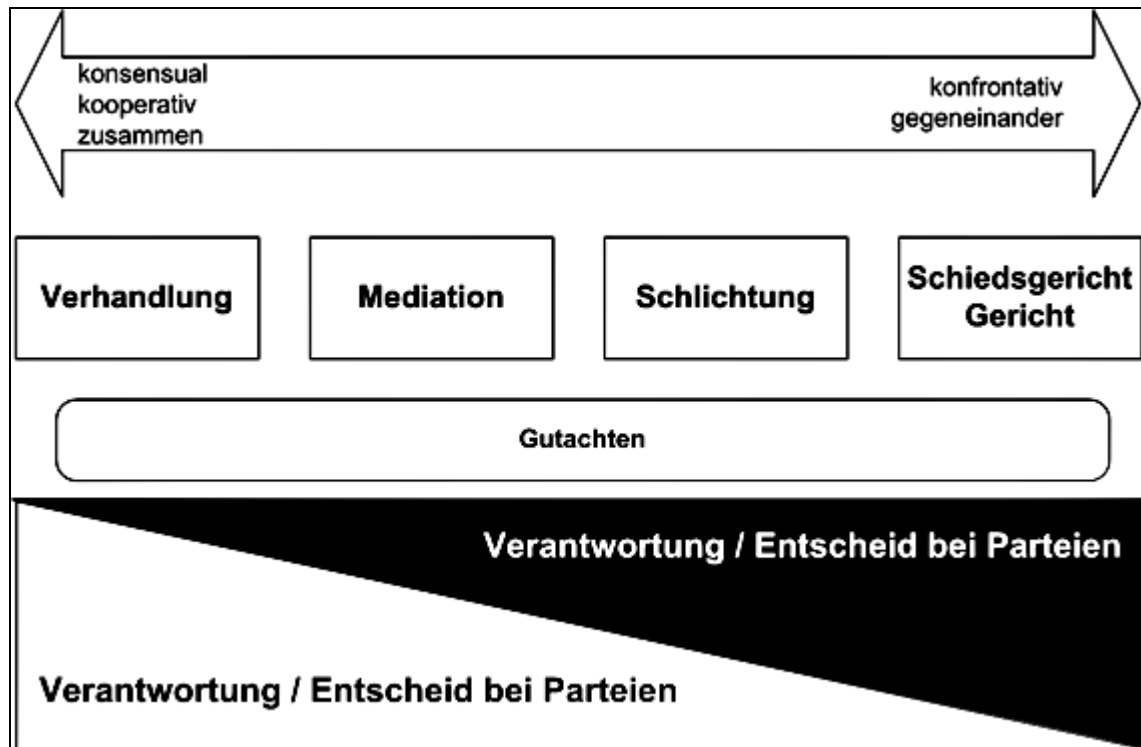 konsensual
kooperativ
zusammen
konfrontativ
gegeneinander
Verhandlung
Mediation
Schlichtung
Schiedsgericht
Gericht
Gutachten
Verantwortung / Entscheid bei Parteien
Verantwortung / Entscheid bei Parteien